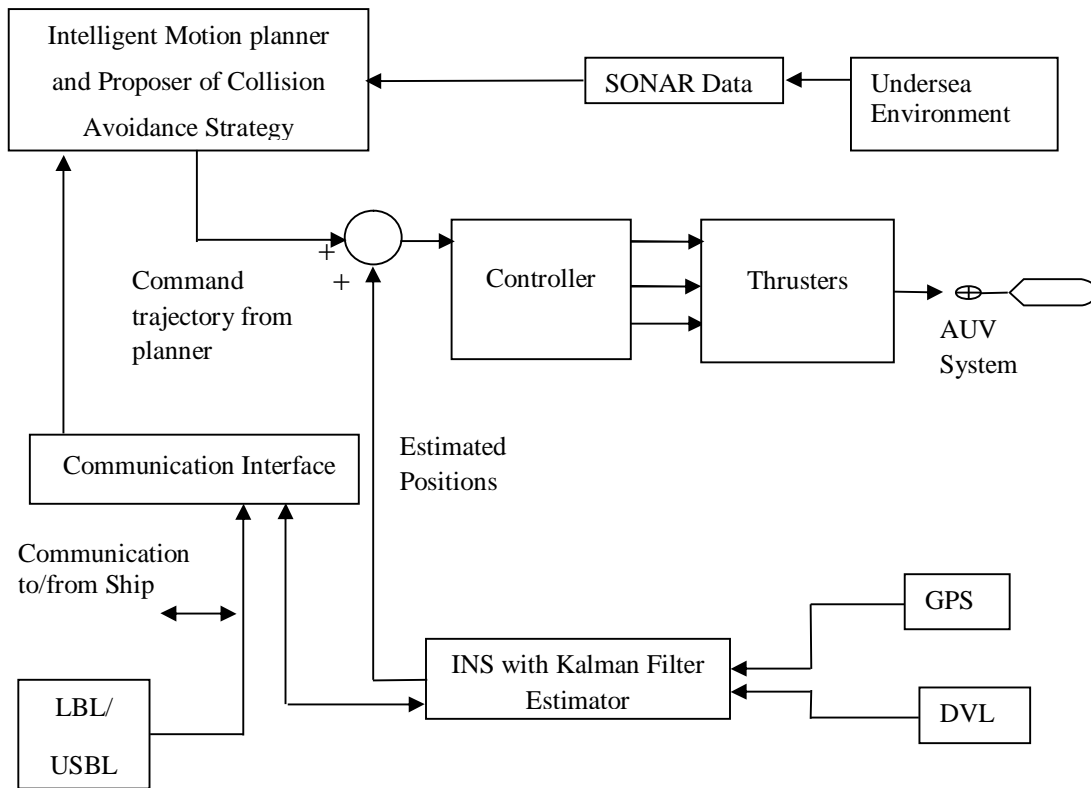 Intelligent Motion planner
and Proposer of Collision
Avoidance Strategy
SONAR Data
Undersea
Environment
+
+
Command
trajectory from
planner
Controller
Thrusters
AUV
System
Communication Interface
Estimated
Positions
Communication
to/from Ship
GPS
INS with Kalman Filter
Estimator
LBL/
USBL
DVL